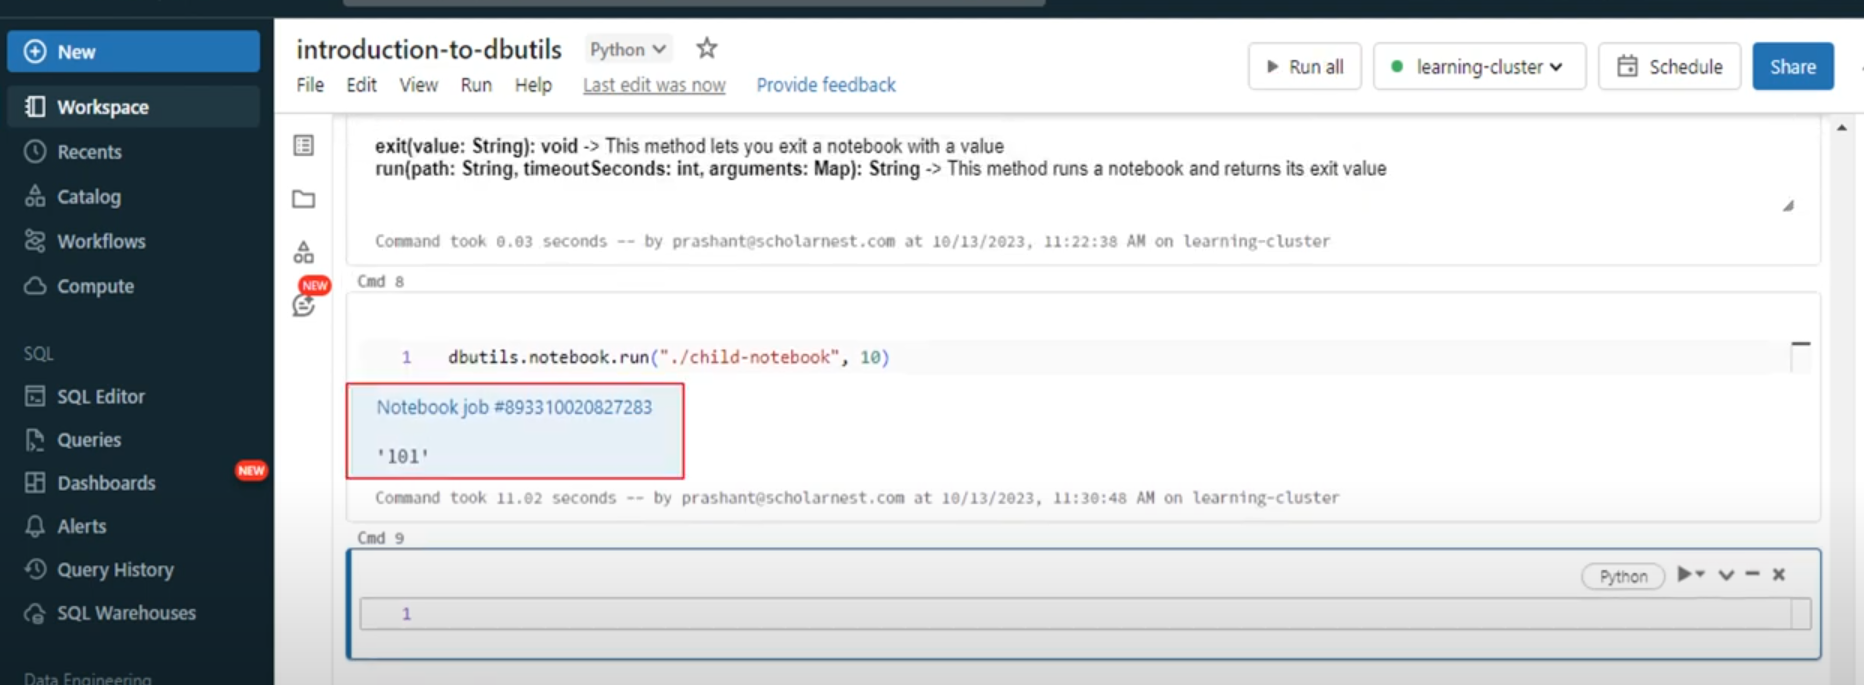 New
Workspace
Recents
Catalog
Workflows
Compute
SQL
SQL Editor
Queries
Dashboards
NEW
Alerts
Query History
SQL Warehouses
Data Engineering
introduction-to-dbutils
Python
File Edit View Run Help Last edit was now Provide feedback
Run all
learning-cluster
Schedule
Share
NEW
exit(value: String): void -> This method lets you exit a notebook with a value
run(path: String, timeoutSeconds: int, arguments: Map): String -> This method runs a notebook and returns its exit value
Command took 0.03 seconds -- by prashant@scholarnest.com at 10/13/2023, 11:22:38 AM on learning-cluster
Cmd 8
1 dbutils.notebook.run("./child-notebook", 10)
Notebook job #893310020827283
'101'
Command took 11.02 seconds -- by prashant@scholarnest.com at 10/13/2023, 11:30:48 AM on learning-cluster
Cmd 9
Python
1